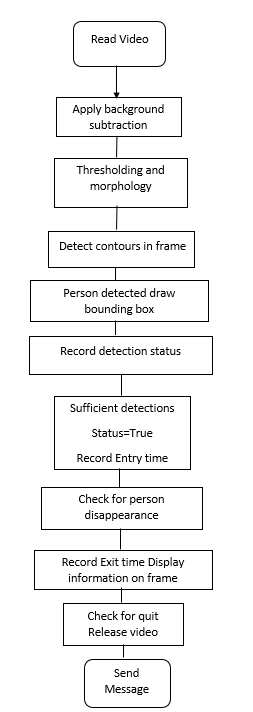 Read Video
Apply background
subtraction
Thresholding and
morphology
Detect contours in frame
Person detected draw
bounding box
Record detection status
Sufficient detections
Status=True
Record Entry time
Check for person
disappearance
Record Exit time Display
information on frame
Check for quit
Release video
Send
Message